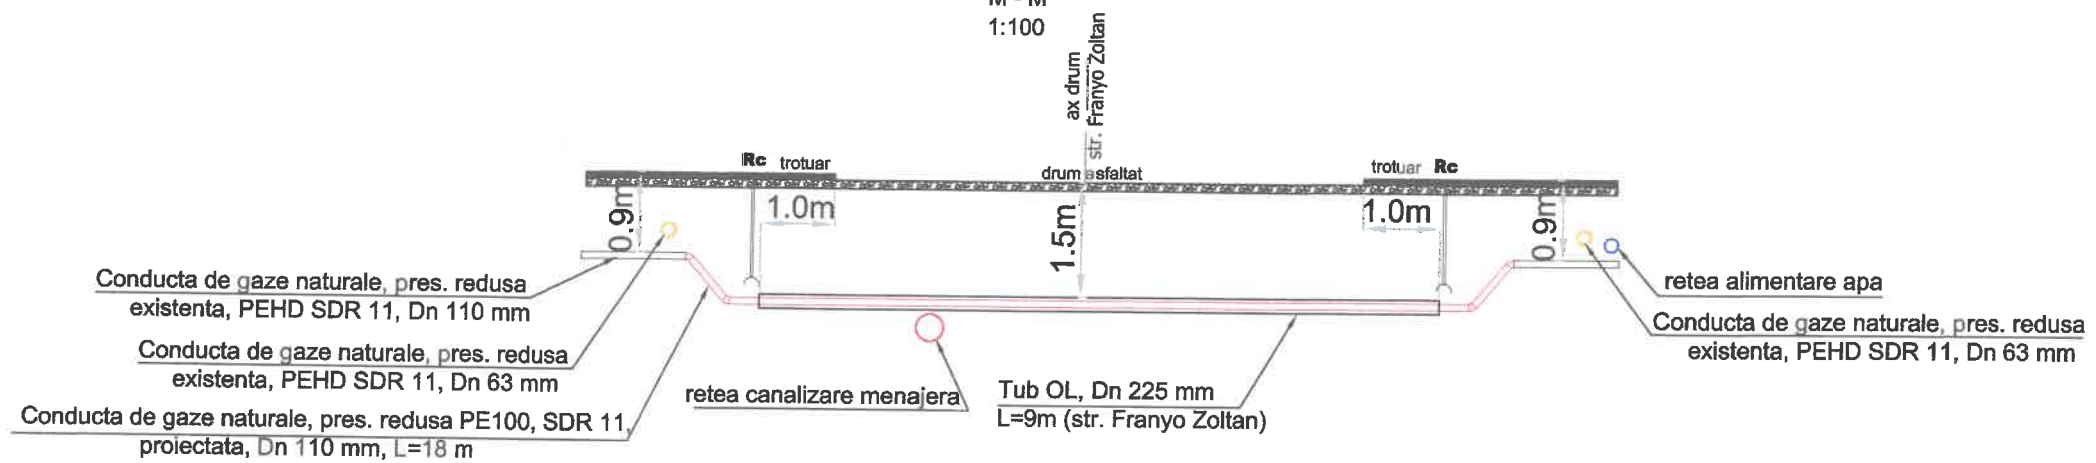 M - M
1:100
ax drum
str. Franyo Zoltan
Rc trotuar
drum asfaltat
trotuar Rc
0.9m
1.0m
1.5m
1.0m
0.9m
Conducta de gaze naturale, pres. redusa
existenta, PEHD SDR 11, Dn 110 mm
Conducta de gaze naturale, pres. redusa
existenta, PEHD SDR 11, Dn 63 mm
Conducta de gaze naturale, pres. redusa PE100, SDR 11,
proiectata, Dn 110 mm, L=18 m
retea canalizare menajera
Tub OL, Dn 225 mm
L=9m (str. Franyo Zoltan)
retea alimentare apa
Conducta de gaze naturale, pres. redusa
existenta, PEHD SDR 11, Dn 63 mm